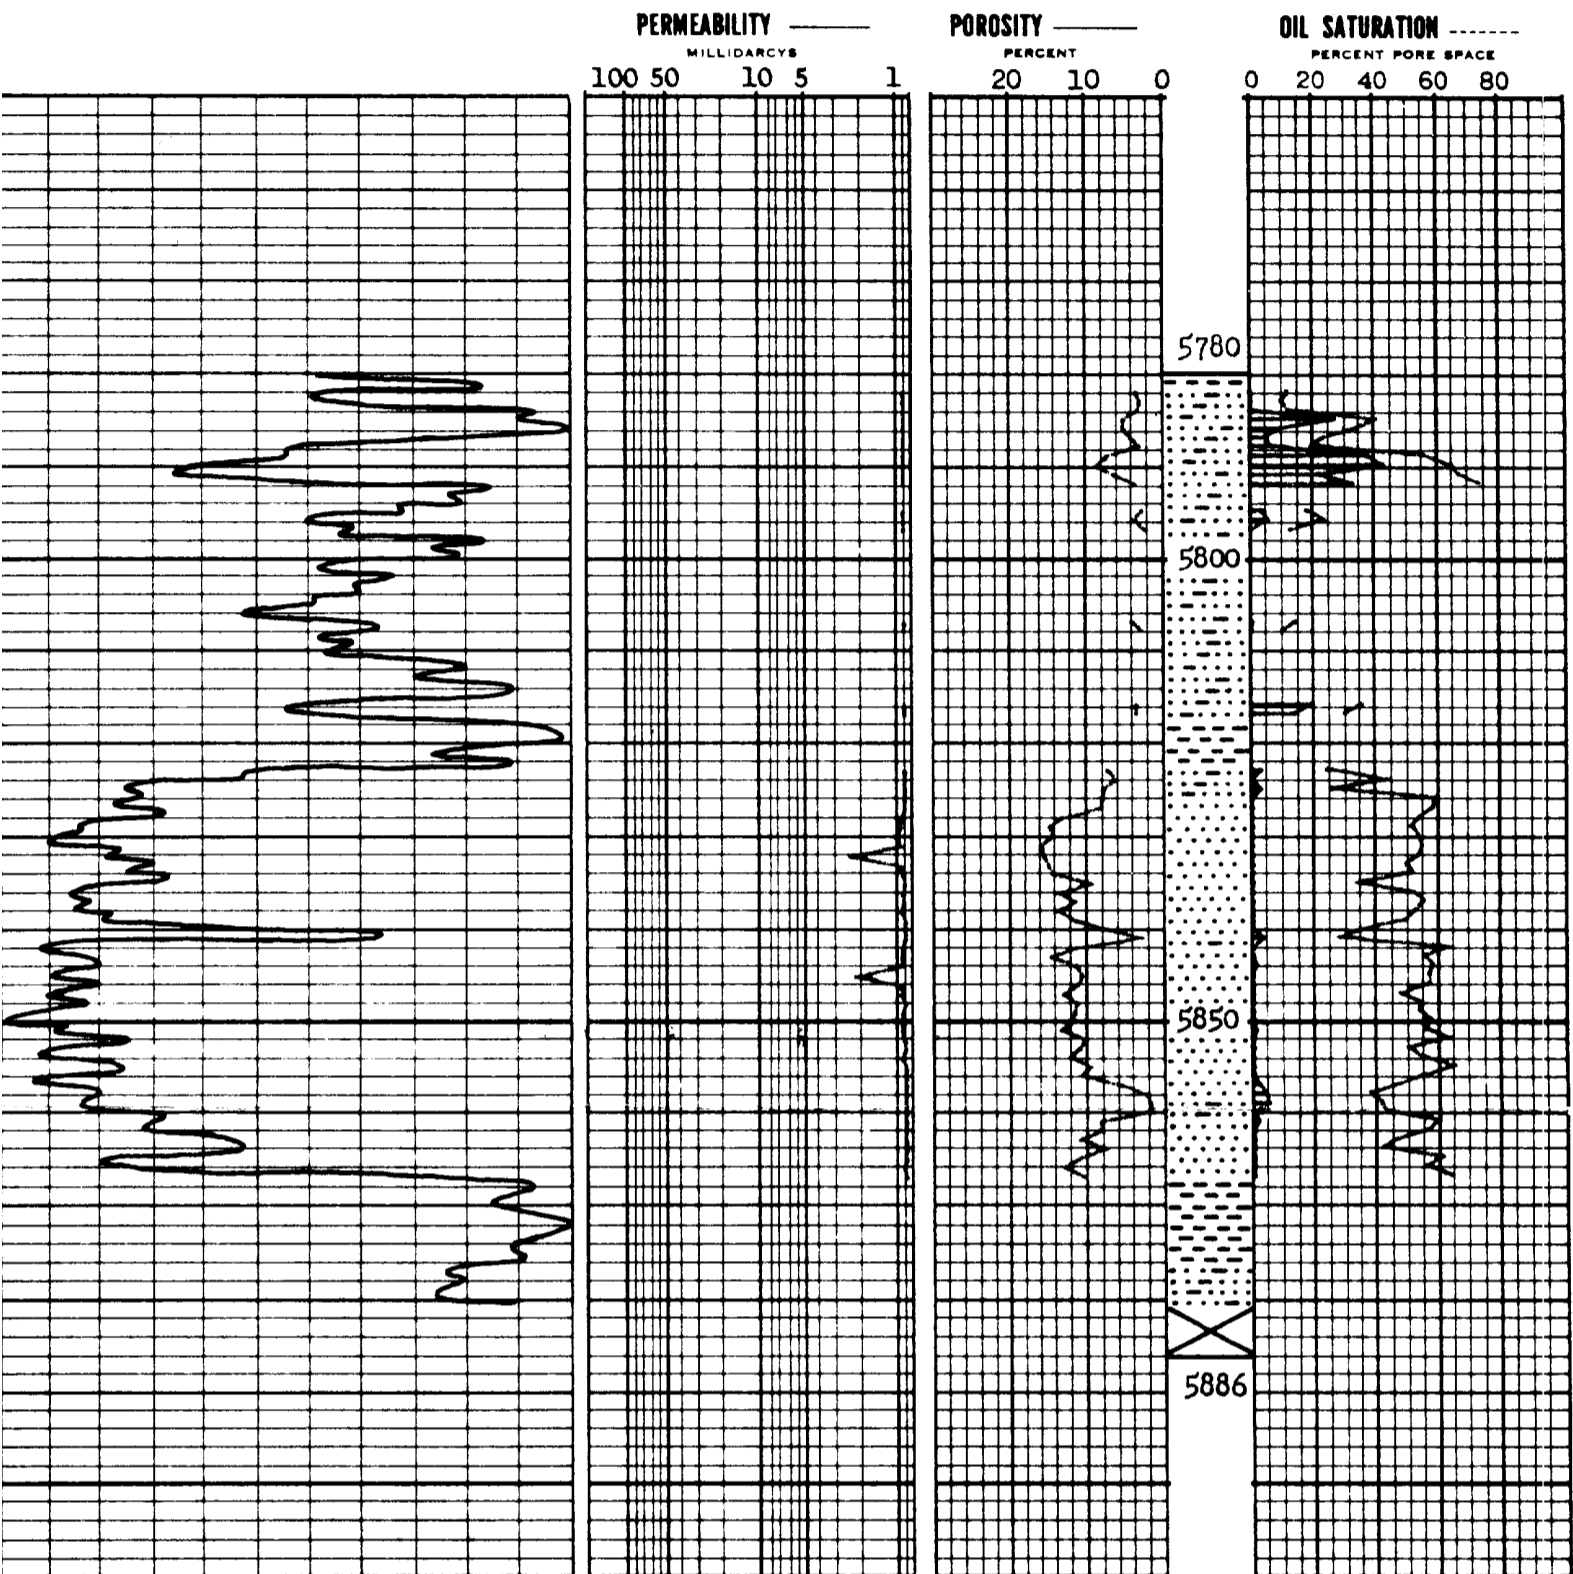 PERMEABILITY POROSITY OIL SATURATION
MILLIDARCYS PERCENT PERCENT PORE SPACE
100 50 10 5 1 20 10 0 0 20 40 60 80
5780
5800
5850
5886